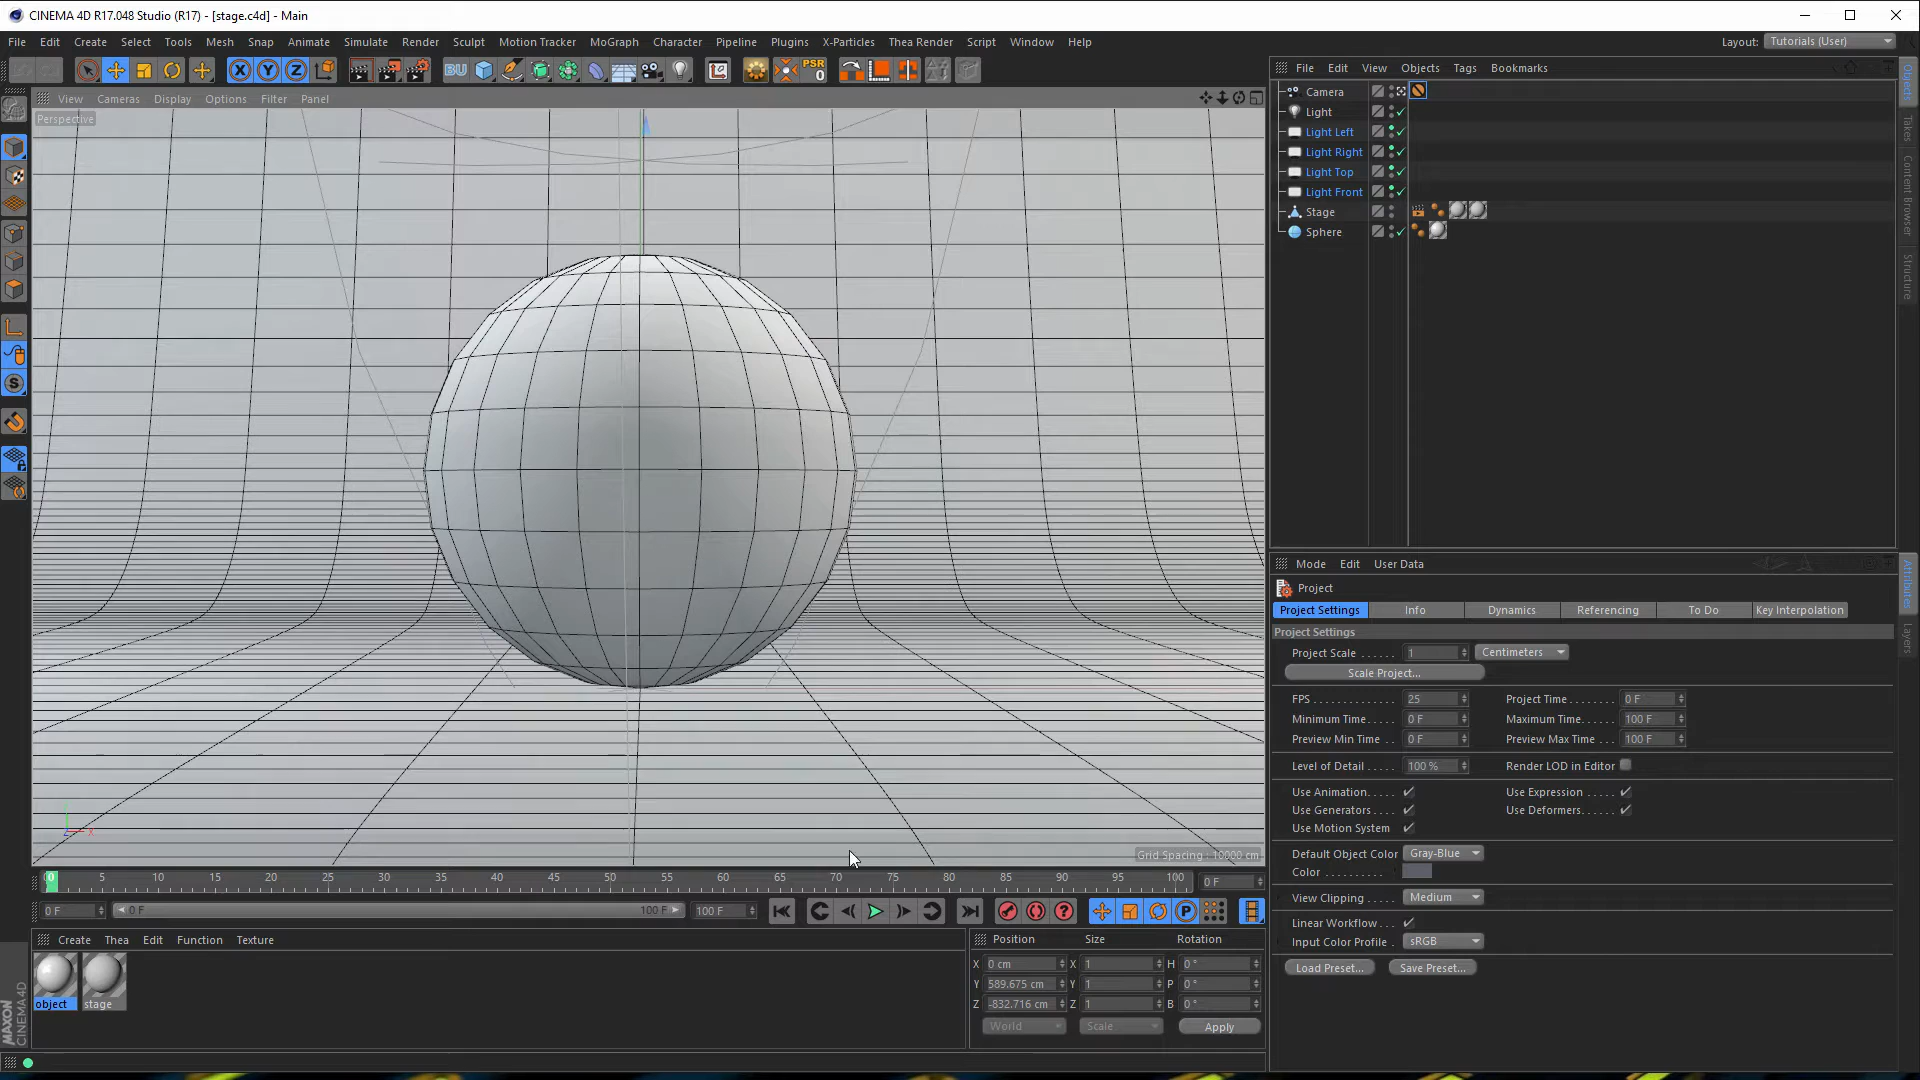 CINEMA 4D R17.048 Studio (R17) - [stage.c4d] - Main
File Edit Create Select Tools Mesh Snap Animate Simulate Render Sculpt Motion Tracker MoGraph Character Pipeline Plugins X-Particles Thea Render Script Window Help
Layout: Tutorials (User)
X Y Z BU PSR 0
File Edit View Objects Tags Bookmarks
View Cameras Display Options Filter Panel
Perspective
Camera
Light
Light Left
Light Right
Light Top
Light Front
Stage
Sphere
Objects
Takes
Content Browser
Structure
S
Grid Spacing : 10000 cm
X
Mode Edit User Data
Project
Project Settings Info Dynamics Referencing To Do Key Interpolation
Project Settings
Project Scale ...... 1 Centimeters
Scale Project...
FPS .............. 25 Project Time ........ 0 F
Minimum Time... 0 F Maximum Time..... 100 F
Preview Min Time .. 0 F Preview Max Time ... 100 F
Level of Detail ..... 100 % Render LOD in Editor
Use Animation..... Use Expression .....
Use Generators .... Use Deformers......
Use Motion System
Default Object Color Gray-Blue
Color ..........
View Clipping .... Medium
Linear Workflow...
Input Color Profile . sRGB
Load Preset... Save Preset...
Attributes
Layers
0 5 10 15 20 25 30 35 40 45 50 55 60 65 70 75 80 85 90 95 100 0 F
0 F 0 F 100 F 100 F ? P
Create Thea Edit Function Texture
object stage
Position Size Rotation
X 0 cm X 1 H 0 °
Y 589.675 cm Y 1 P 0 °
Z -832.716 cm Z 1 B 0 °
World Scale Apply
MAXON
CINEMA 4D